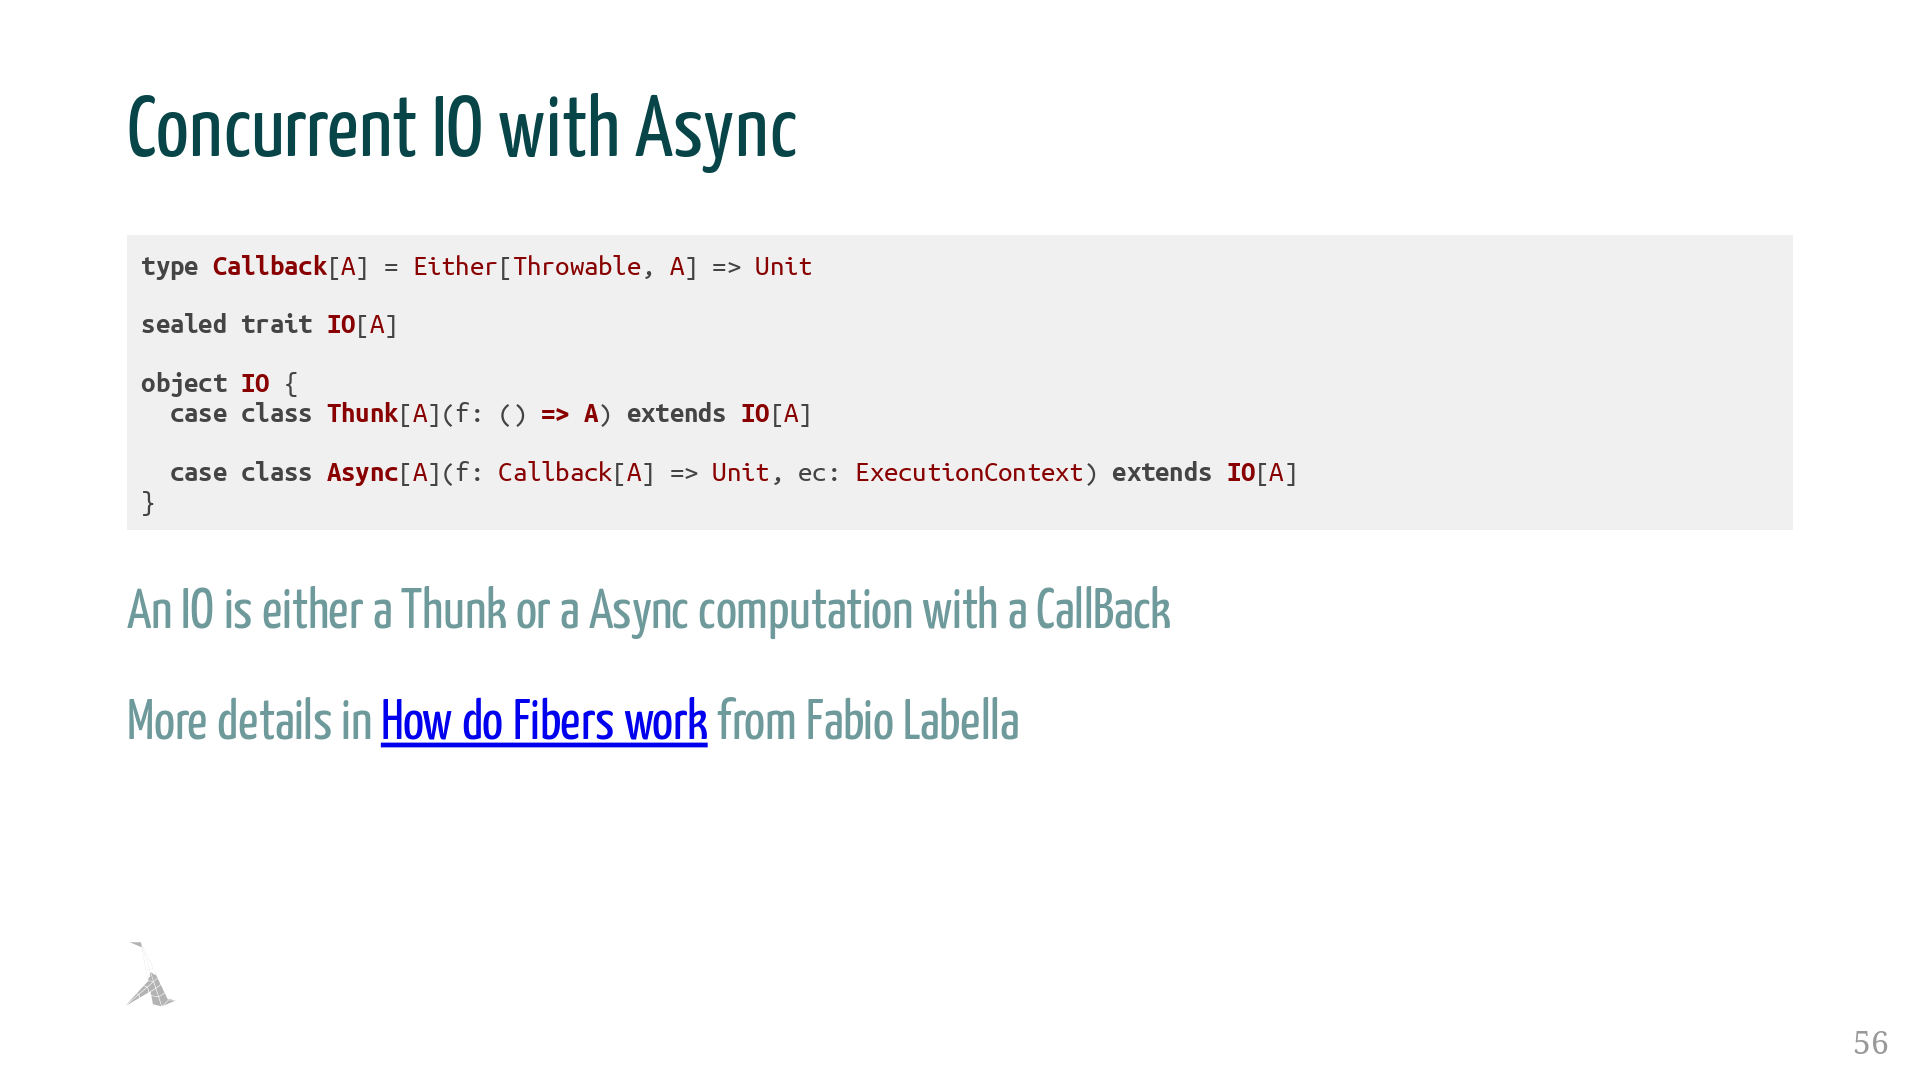 Concurrent IO with Async
type Callback[A] = Either[Throwable, A] => Unit
sealed trait IO[A]
object IO {
  case class Thunk[A](f: () => A) extends IO[A]
  case class Async[A](f: Callback[A] => Unit, ec: ExecutionContext) extends IO[A]
}
An IO is either a Thunk or a Async computation with a CallBack
More details in How do Fibers work from Fabio Labella
56